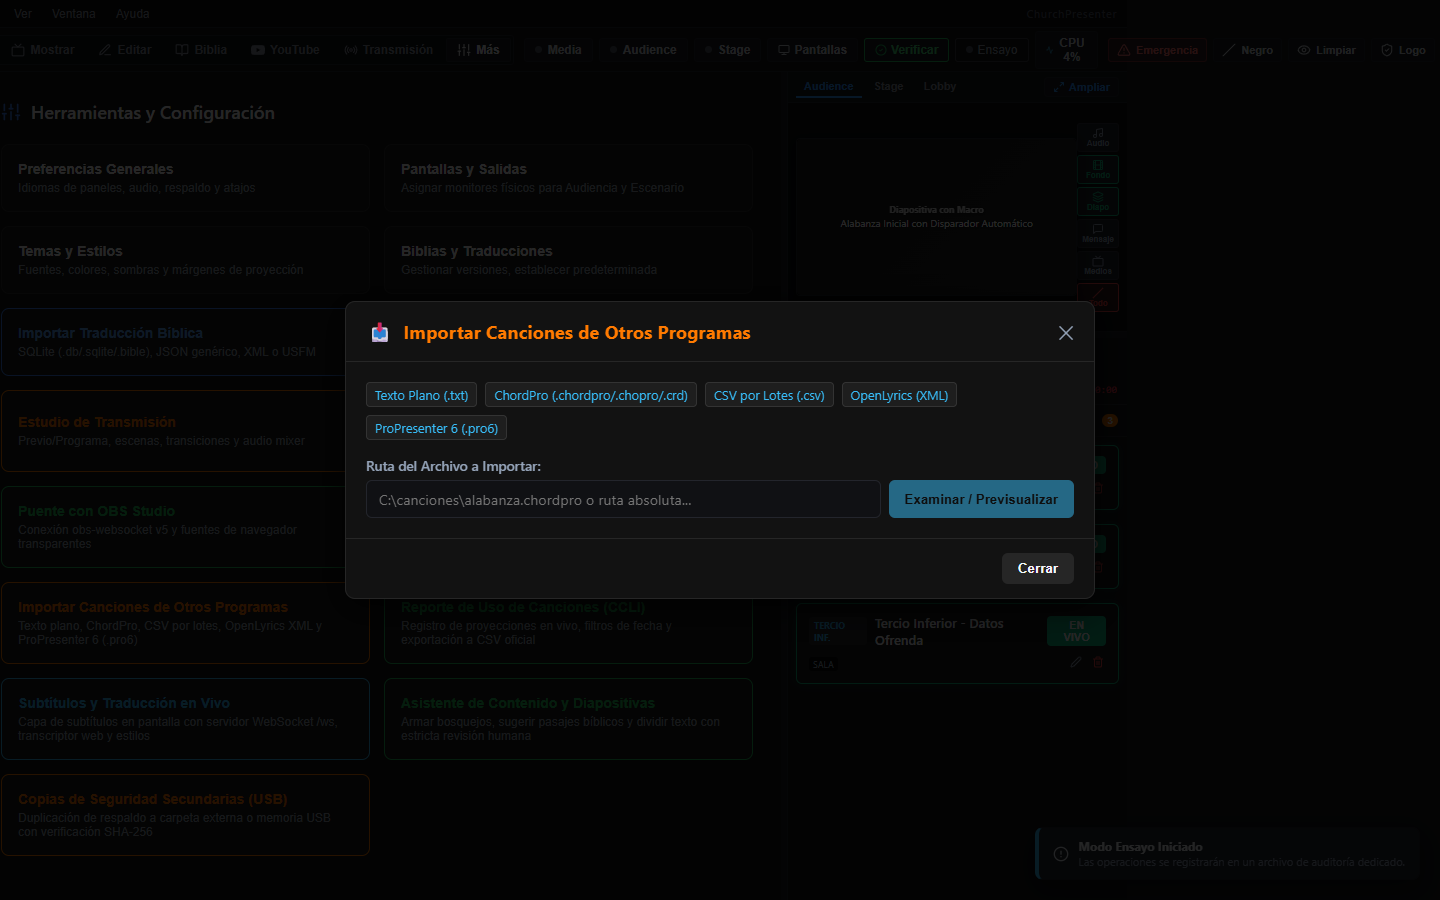 Ver Ventana Ayuda ChurchPresenter
Mostrar Editar Biblia YouTube Transmisión Más Media Audience Stage Pantallas Verificar Ensayo CPU 4% Emergencia Negro Limpiar Logo
Herramientas y Configuración
Preferencias Generales
Idiomas de paneles, audio, respaldo y atajos
Pantallas y Salidas
Asignar monitores físicos para Audiencia y Escenario
Temas y Estilos
Fuentes, colores, sombras y márgenes de proyección
Biblias y Traducciones
Gestionar versiones, establecer predeterminada
Importar Traducción Bíblica
SQLite (.db/.sqlite/.bible), JSON genérico, XML o USFM
Estudio de Transmisión
Previo/Programa, escenas, transiciones y audio mixer
Puente con OBS Studio
Conexión obs-websocket v5 y fuentes de navegador
transparentes
Importar Canciones de Otros Programas
Texto plano, ChordPro, CSV por lotes, OpenLyrics XML y
ProPresenter 6 (.pro6)
Reporte de Uso de Canciones (CCLI)
Registro de proyecciones en vivo, filtros de fecha y
exportación a CSV oficial
Subtítulos y Traducción en Vivo
Capa de subtítulos en pantalla con servidor WebSocket /ws,
transcriptor web y estilos
Asistente de Contenido y Diapositivas
Armar bosquejos, sugerir pasajes bíblicos y dividir texto con
estricta revisión humana
Copias de Seguridad Secundarias (USB)
Duplicación de respaldo a carpeta externa o memoria USB
con verificación SHA-256
Importar Canciones de Otros Programas
Texto Plano (.txt) ChordPro (.chordpro/.chopro/.crd) CSV por Lotes (.csv) OpenLyrics (XML)
ProPresenter 6 (.pro6)
Ruta del Archivo a Importar:
C:\canciones\alabanza.chordpro o ruta absoluta...
Examinar / Previsualizar
Cerrar
Audience Stage Lobby Ampliar
Diapositiva con Macro
Alabanza Inicial con Disparador Automático
Audio
Fondo
Diapo
Mensaje
Medios
3
TERCIO
INF.
Tercio Inferior - Datos
Ofrenda
EN
VIVO
SALA
Modo Ensayo Iniciado
Las operaciones se registrarán en un archivo de auditoría dedicado.